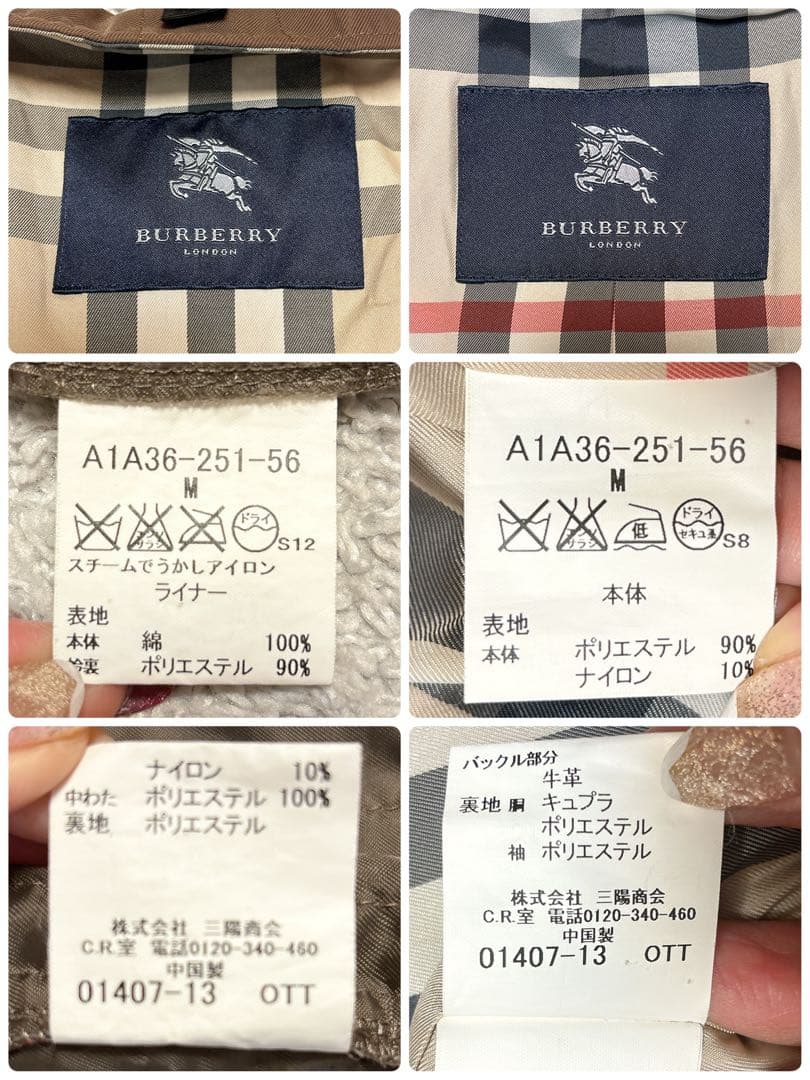 BURBERRY
LONDON
BURBERRY
LONDON
A1A36-251-56
M
ドライ
S12
スチームでうかしアイロン
ライナー
表地
本体 綿 100%
裏 ポリエステル 90%
A1A36-251-56
M
低
ドライ
セキユ系
S8
本体
表地
本体 ポリエステル 90%
ナイロン 10%
ナイロン 10%
中わた ポリエステル 100%
裏地 ポリエステル
株式会社 三陽商会
C.R.室 電話0120-340-460
中国製
01407-13 OTT
バックル部分
牛革
裏地 胴 キュプラ
ポリエステル
袖 ポリエステル
株式会社 三陽商会
C.R.室 電話0120-340-460
中国製
01407-13 OTT